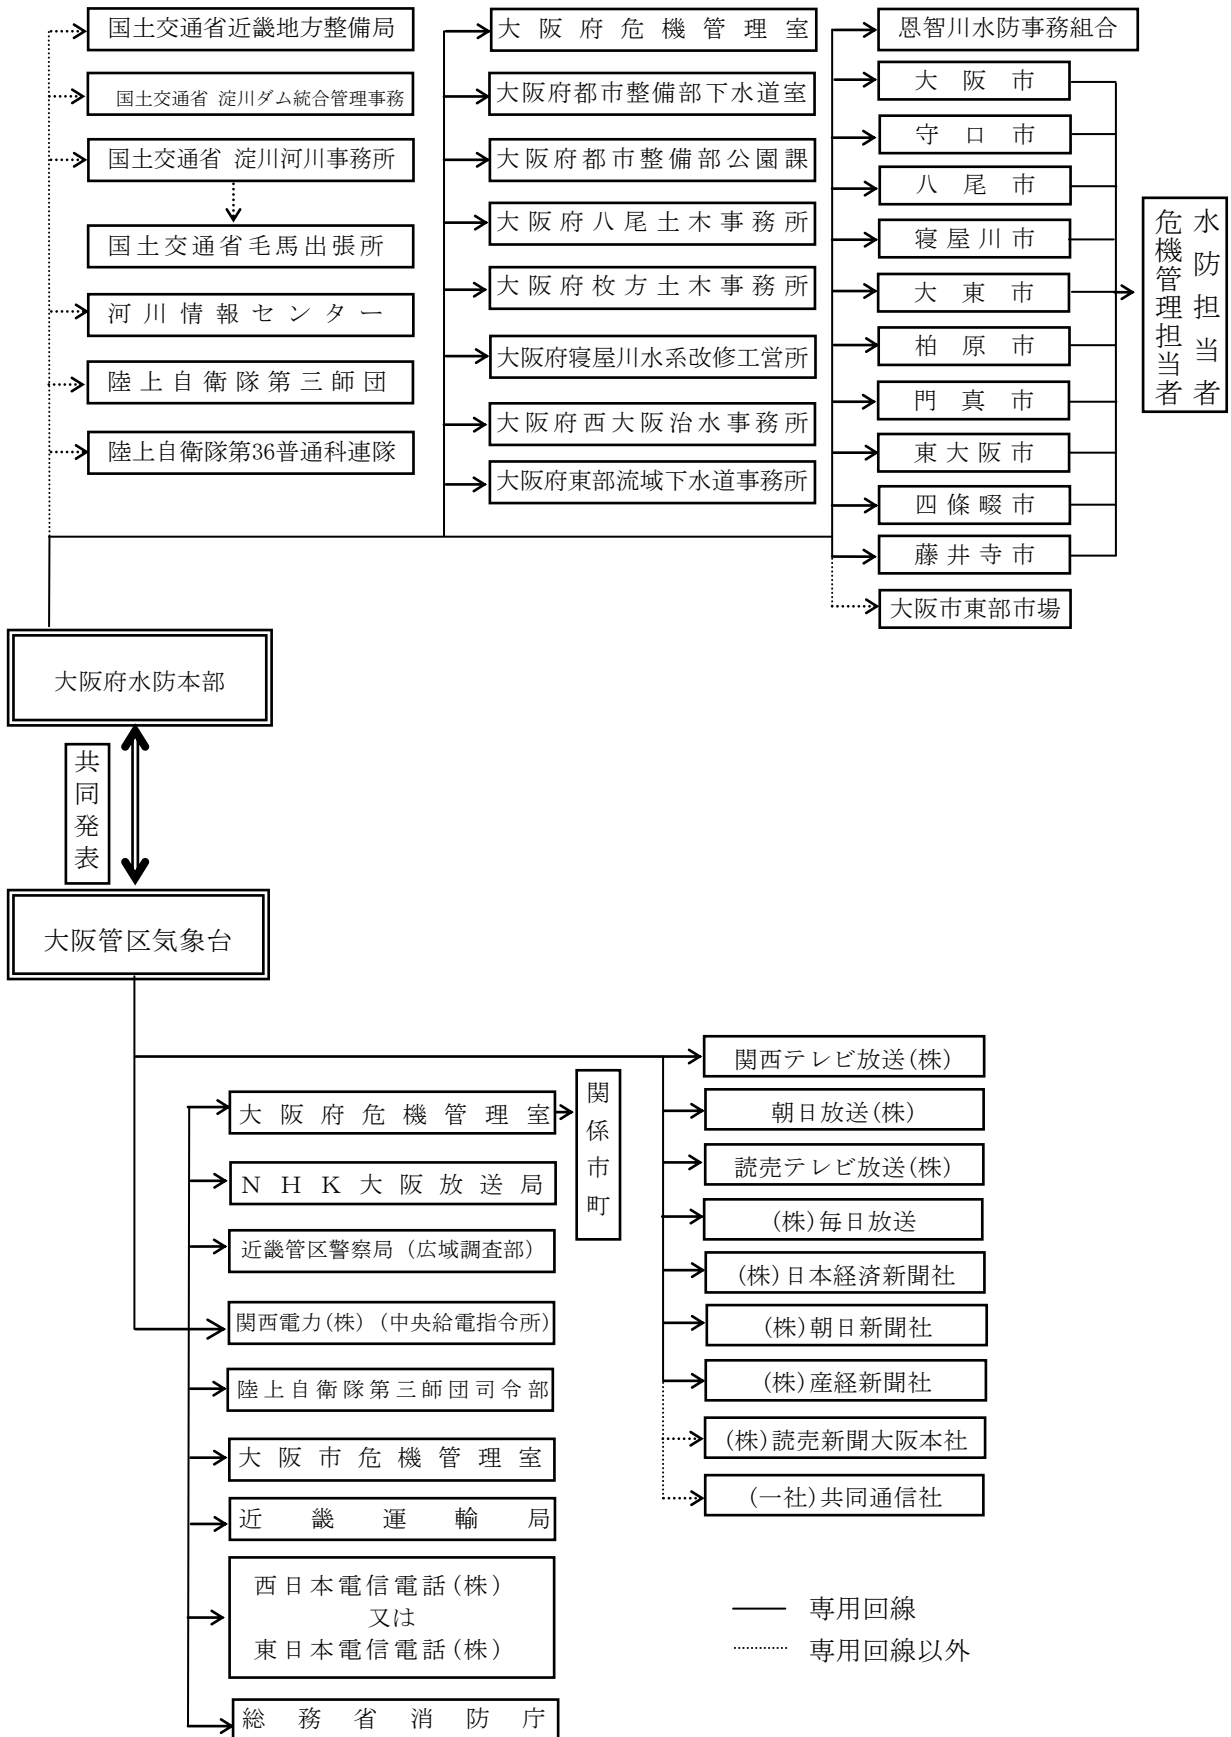 国土交通省近畿地方整備局
国土交通省 淀川ダム統合管理事務
国土交通省 淀川河川事務所
国土交通省毛馬出張所
河川情報センター
陸上自衛隊第三師団
陸上自衛隊第36普通科連隊
大阪府危機管理室
大阪府都市整備部下水道室
大阪府都市整備部公園課
大阪府八尾土木事務所
大阪府枚方土木事務所
大阪府寝屋川水系改修工営所
大阪府西大阪治水事務所
大阪府東部流域下水道事務所
恩智川水防事務組合
大阪市
守口市
八尾市
寝屋川市
大東市
柏原市
門真市
東大阪市
四條畷市
藤井寺市
大阪市東部市場
水防担当者
危機管理担当者
大阪府水防本部
共同発表
大阪管区気象台
大阪府危機管理室
関係市町
NHK大阪放送局
近畿管区警察局（広域調査部）
関西電力(株)（中央給電指令所）
陸上自衛隊第三師団司令部
大阪市危機管理室
近畿運輸局
西日本電信電話(株)
又は
東日本電信電話(株)
総務省消防庁
関西テレビ放送(株)
朝日放送(株)
読売テレビ放送(株)
(株)毎日放送
(株)日本経済新聞社
(株)朝日新聞社
(株)産経新聞社
(株)読売新聞大阪本社
(一社)共同通信社
専用回線
専用回線以外